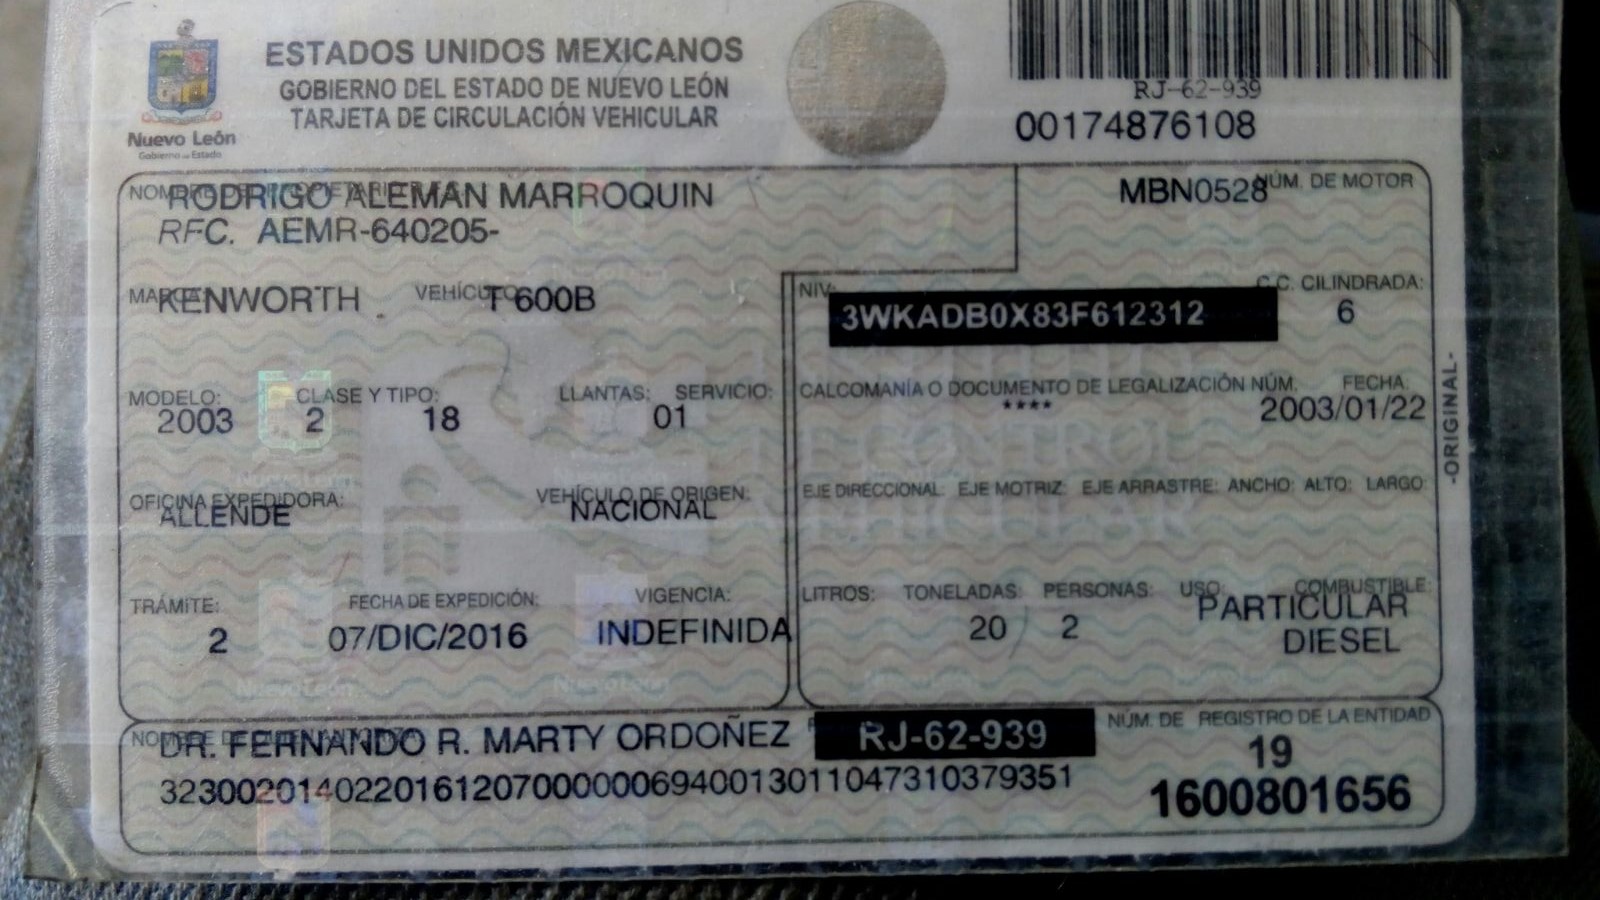 ESTADOS UNIDOS MEXICANOS
GOBIERNO DEL ESTADO DE NUEVO LEÓN
TARJETA DE CIRCULACIÓN VEHICULAR
Nuevo León
Gobierno del Estado
RJ-62-939
00174876108
RODRIGO ALEMAN MARROQUIN
RFC. AEMR-640205-
MBN0528 NÚM. DE MOTOR
MARCA: VEHÍCULO:
KENWORTH T 600B
NIV: C.C. CILINDRADA:
3WKADB0X83F612312 6
MODELO: CLASE Y TIPO: LLANTAS: SERVICIO:
2003 2 18 01
CALCOMANÍA O DOCUMENTO DE LEGALIZACIÓN NÚM. FECHA:
**** 2003/01/22
-ORIGINAL-
OFICINA EXPEDIDORA: VEHÍCULO DE ORIGEN:
ALLENDE NACIONAL
EJE DIRECCIONAL: EJE MOTRIZ: EJE ARRASTRE: ANCHO: ALTO: LARGO:
TRÁMITE: FECHA DE EXPEDICIÓN: VIGENCIA:
2 07/DIC/2016 INDEFINIDA
LITROS: TONELADAS: PERSONAS: USO: COMBUSTIBLE:
20 2 PARTICULAR
DIESEL
DR. FERNANDO R. MARTY ORDOÑEZ
RJ-62-939
NÚM. DE REGISTRO DE LA ENTIDAD
19
32300201402201612070000006940013011047310379351
1600801656